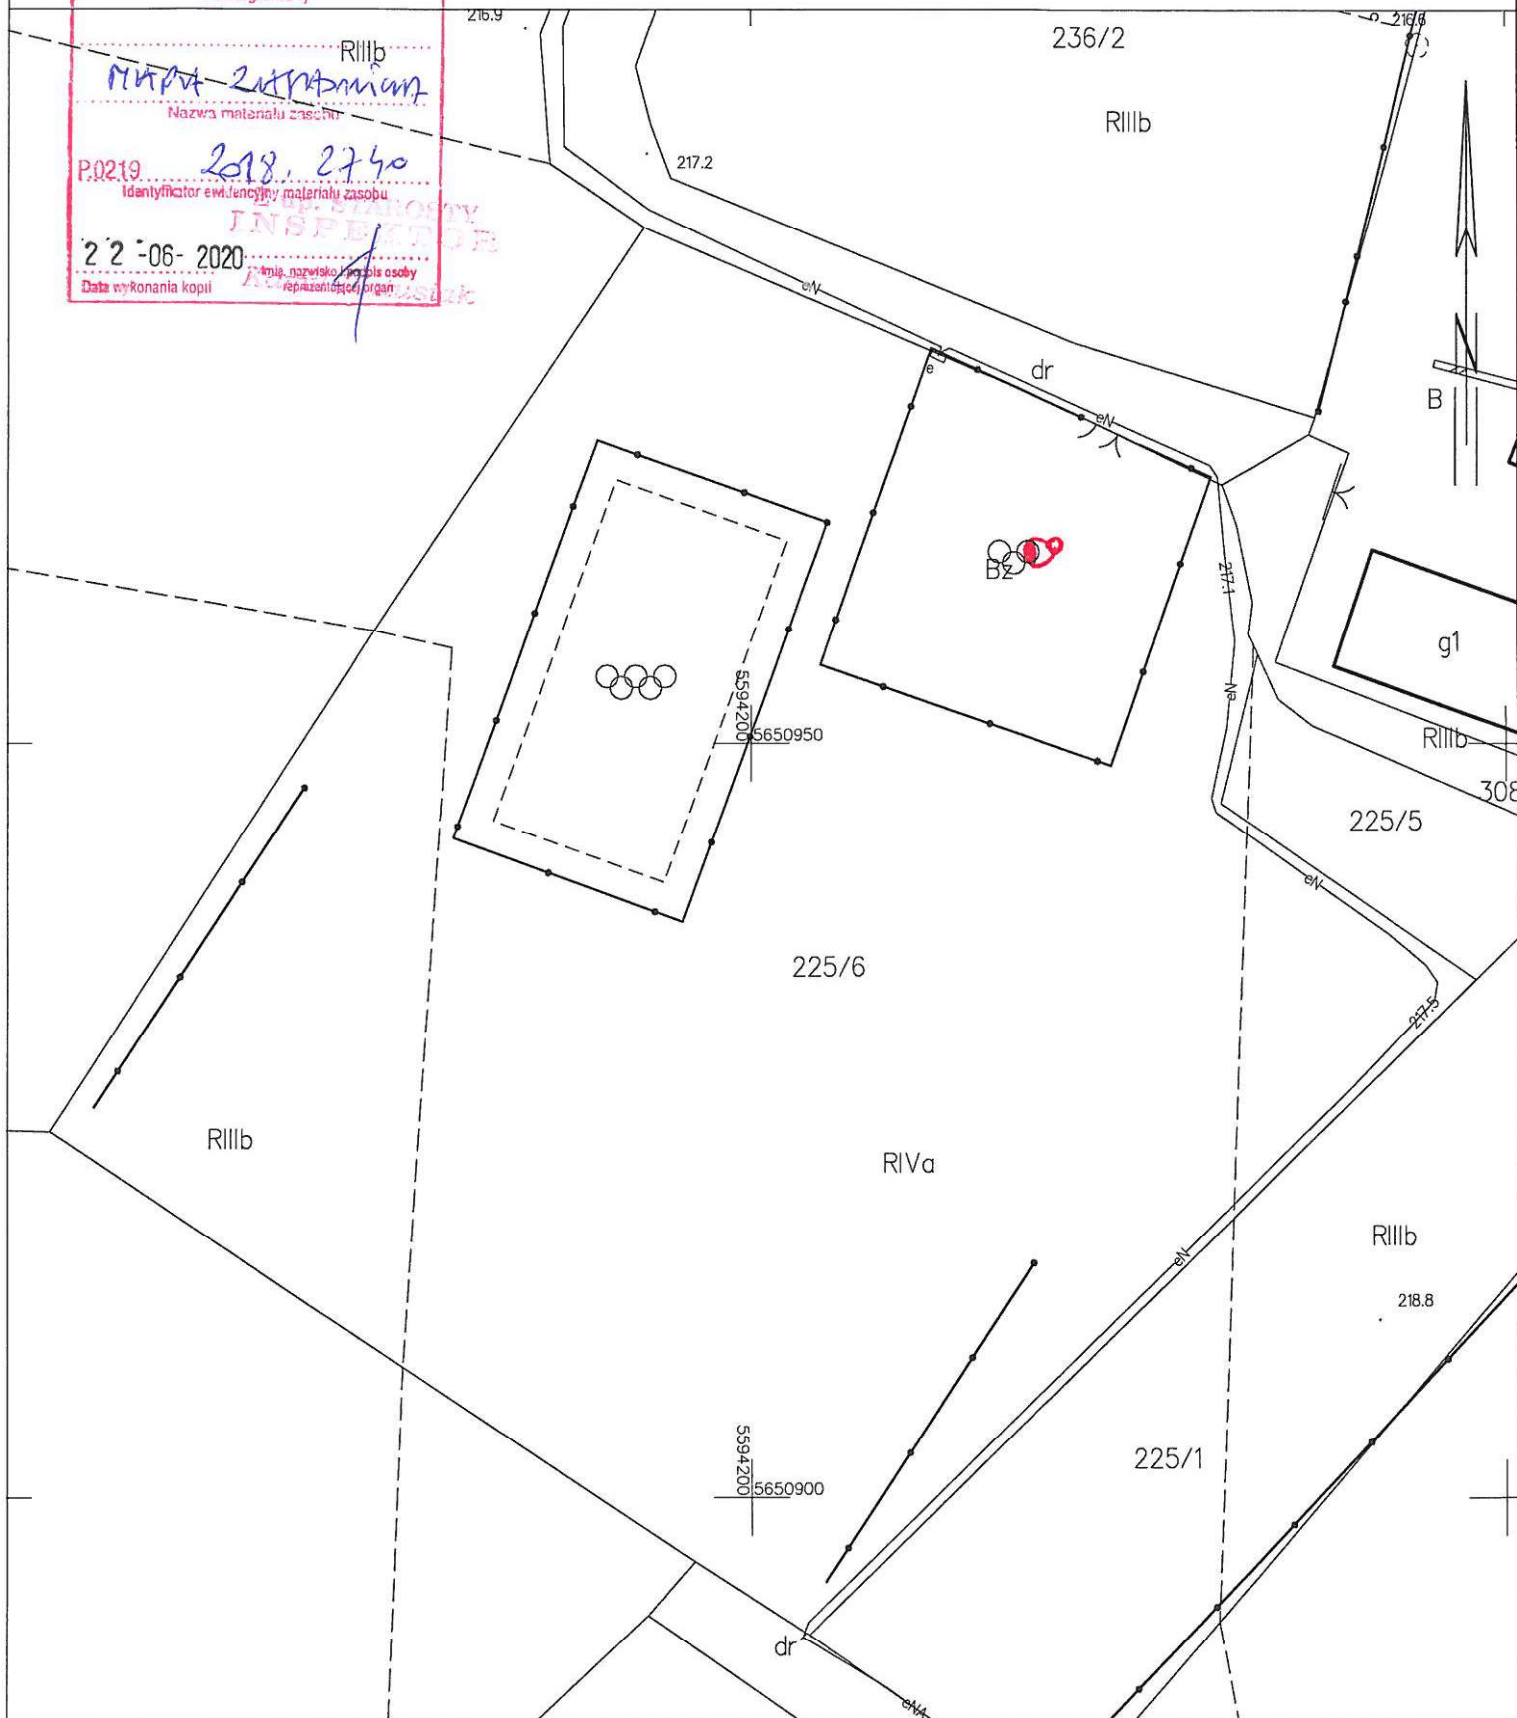 216.9
236/2
216.6
RIIIb
RIIIb
Nazwa materiału zasobu
217.2
P.0219 2018. 2740
Identyfikator ewidencyjny materiału zasobu
STAROSTY
INSPEKTOR
22 -06- 2020
imię, nazwisko i podpis osoby
Data wykonania kopii
reprezentującej organ
eN
N
e
dr
B
eN
Bz
217.1
g1
eN
5594200
5650950
RIIIb
308
225/5
eN
225/6
217.5
RIIIb
RIVa
RIIIb
eN
218.8
5594200
225/1
5650900
dr
eNA